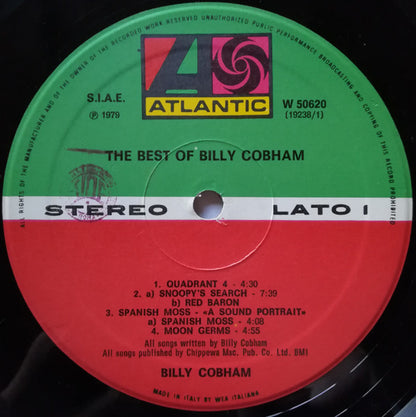 ALL RIGHTS OF THE MANUFACTURER AND OF THE OWNER OF THE RECORDED WORK RESERVED UNAUTHORIZED PUBLIC PERFORMANCE BROADCASTING AND COPYING OF THIS RECORD PROHIBITED
ATLANTIC
S.I.A.E.
℗ 1979
W 50620
(19238/1)
THE BEST OF BILLY COBHAM
STEREO LATO 1
1. QUADRANT 4 - 4:30
2. a) SNOOPY'S SEARCH - 7:39
b) RED BARON
3. SPANISH MOSS - «A SOUND PORTRAIT»
a) SPANISH MOSS - 4:08
4. MOON GERMS - 4:55
All songs written by Billy Cobham
All songs published by Chippewa Msc. Pub. Co. Ltd. BMI
BILLY COBHAM
MADE IN ITALY BY WEA ITALIANA